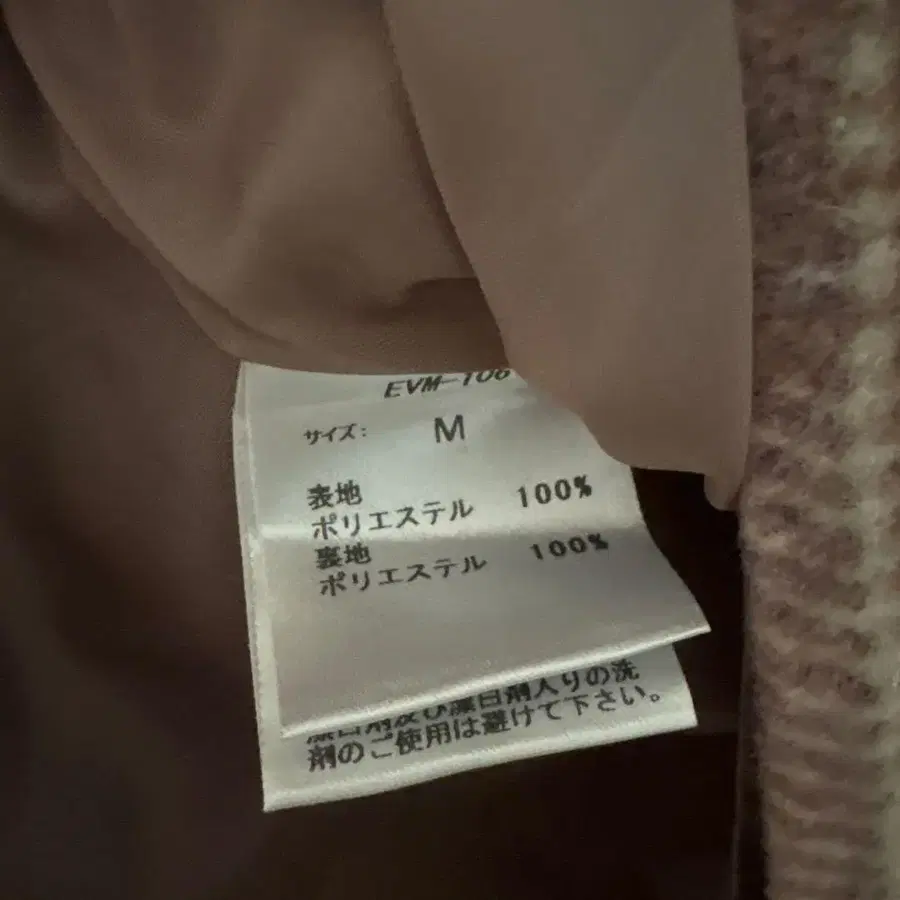 EVM-106
サイズ: M
表地
ポリエステル 100%
裏地
ポリエステル 100%
漂白剤及び漂白剤入りの洗
剤のご使用は避けて下さい。